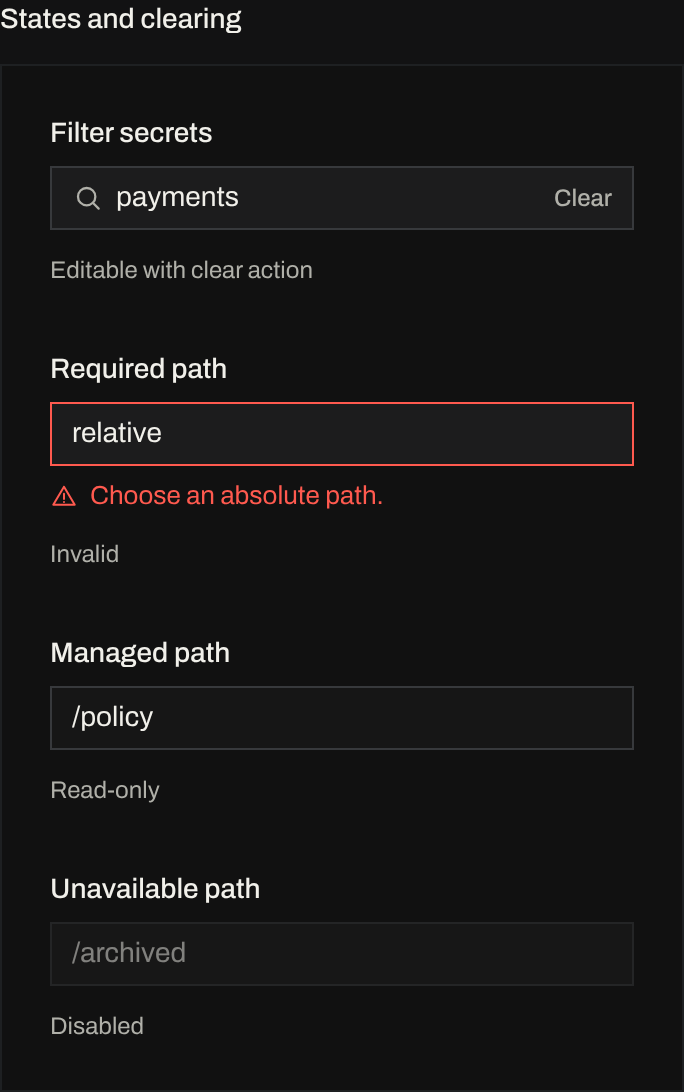 States and clearing
Filter secrets
payments Clear
Editable with clear action
Required path
relative
Choose an absolute path.
Invalid
Managed path
/policy
Read-only
Unavailable path
/archived
Disabled